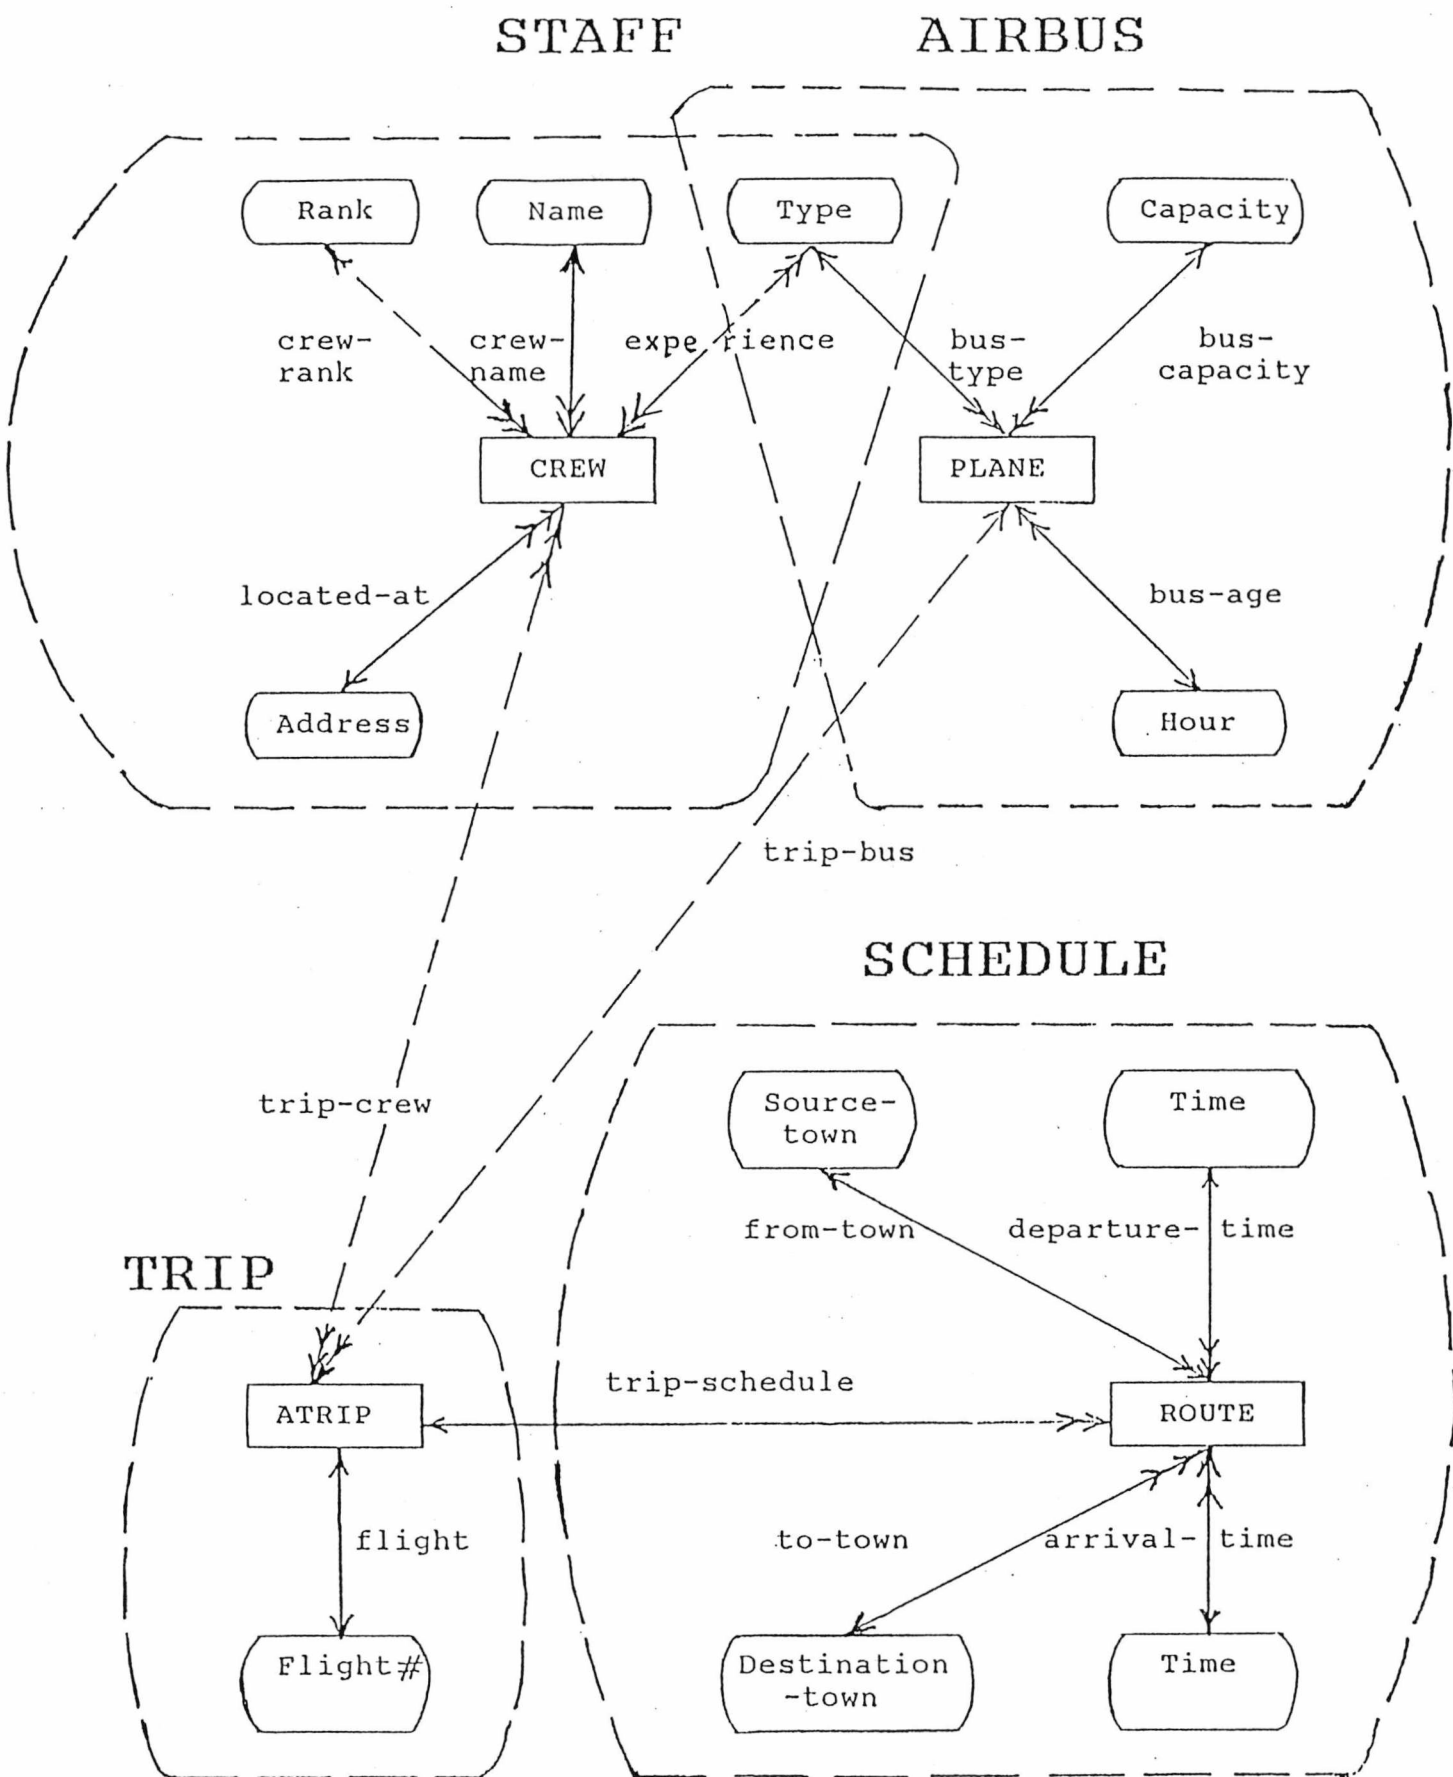 STAFF
AIRBUS
Rank
Name
Type
Capacity
crew-
rank
crew-
name
expe rience
bus-
type
bus-
capacity
CREW
PLANE
located-at
bus-age
Address
Hour
trip-bus
SCHEDULE
trip-crew
Source-
town
Time
from-town
departure- time
TRIP
trip-schedule
ATRIP
ROUTE
flight
to-town
arrival- time
Flight#
Destination
-town
Time